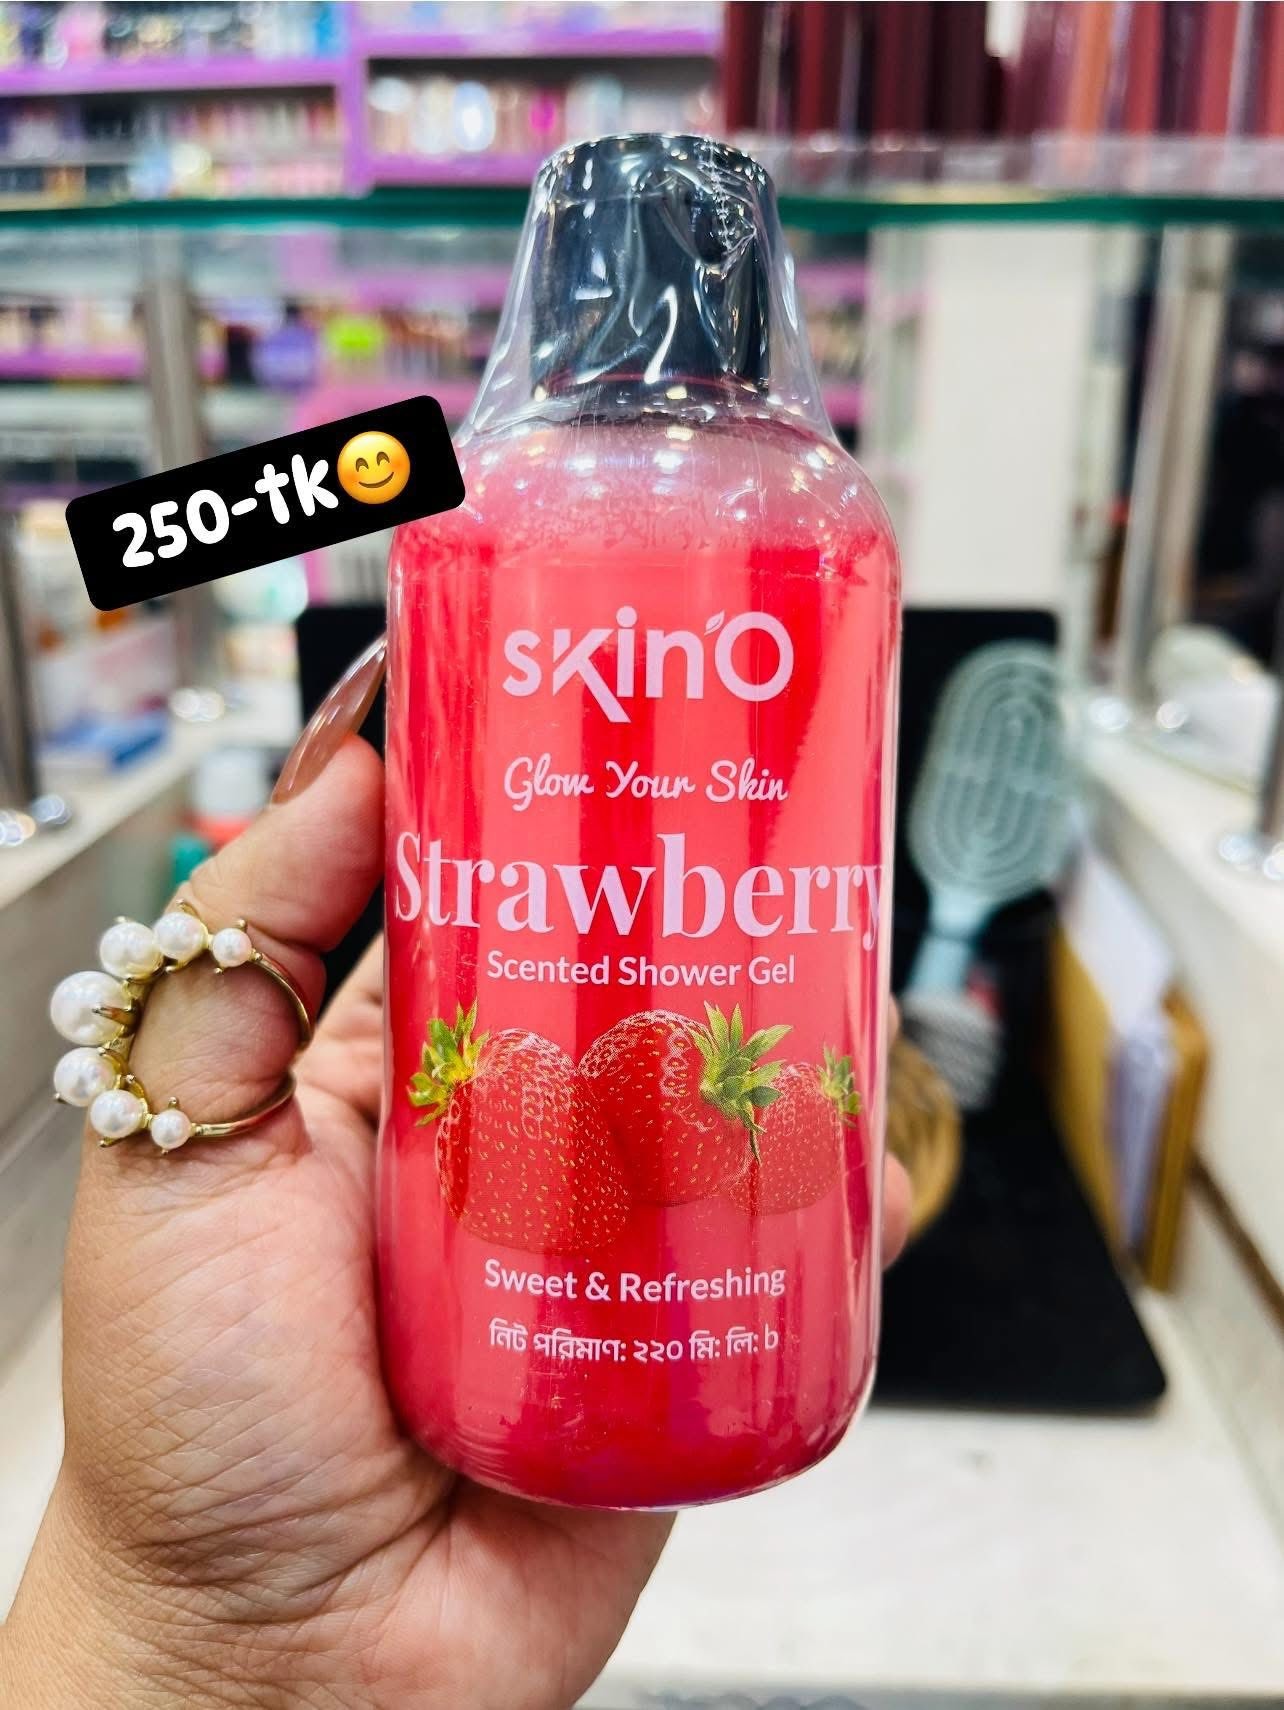 250-tk😊
skin'O
Glow Your Skin
Strawberry
Scented Shower Gel
Sweet & Refreshing
নিট পরিমাণ: ২২০ মি: লি: b